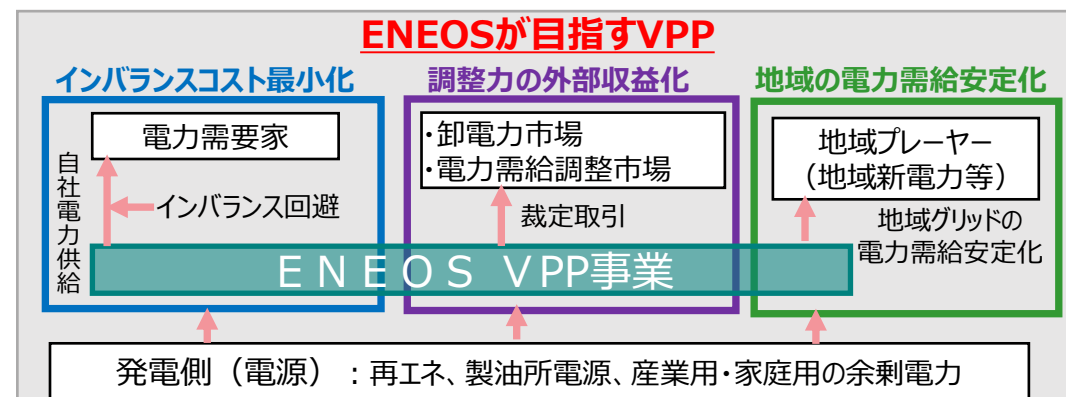 ENEOSが目指すVPP
インバランスコスト最小化
電力需要家
自社電力供給
インバランス回避
調整力の外部収益化
・卸電力市場
・電力需給調整市場
裁定取引
地域の電力需給安定化
地域プレーヤー
（地域新電力等）
地域グリッドの
電力需給安定化
ＥＮＥＯＳ ＶＰＰ事業
発電側（電源）：再エネ、製油所電源、産業用・家庭用の余剰電力